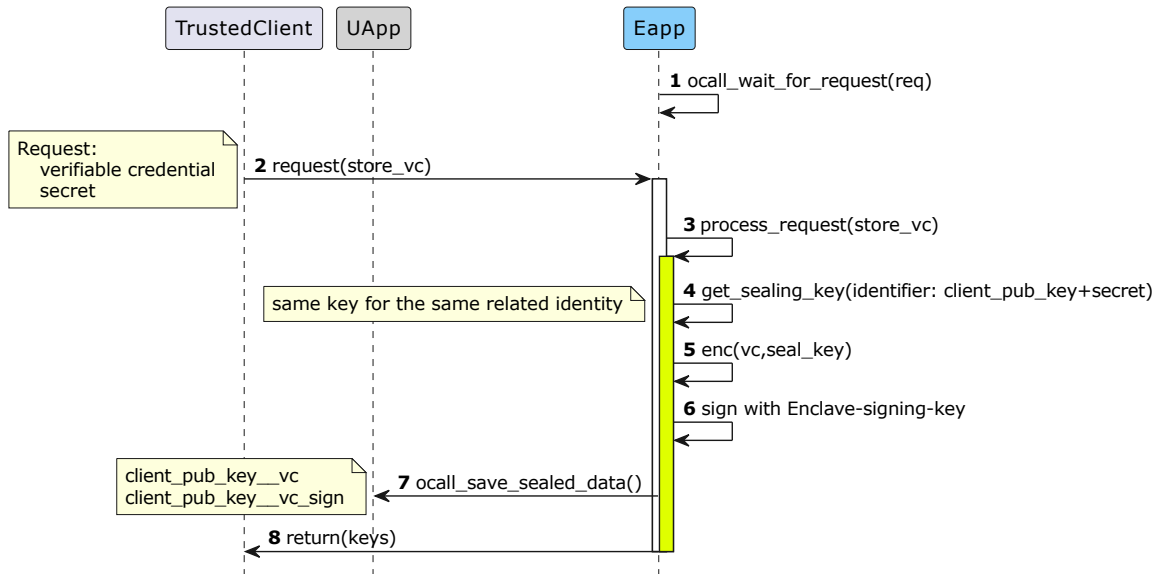 TrustedClient
UApp
Eapp
1 ocall_wait_for_request(req)
Request:
verifiable credential
secret
2 request(store_vc)
3 process_request(store_vc)
same key for the same related identity
4 get_sealing_key(identifier: client_pub_key+secret)
5 enc(vc,seal_key)
6 sign with Enclave-signing-key
client_pub_key__vc
client_pub_key__vc_sign
7 ocall_save_sealed_data()
8 return(keys)